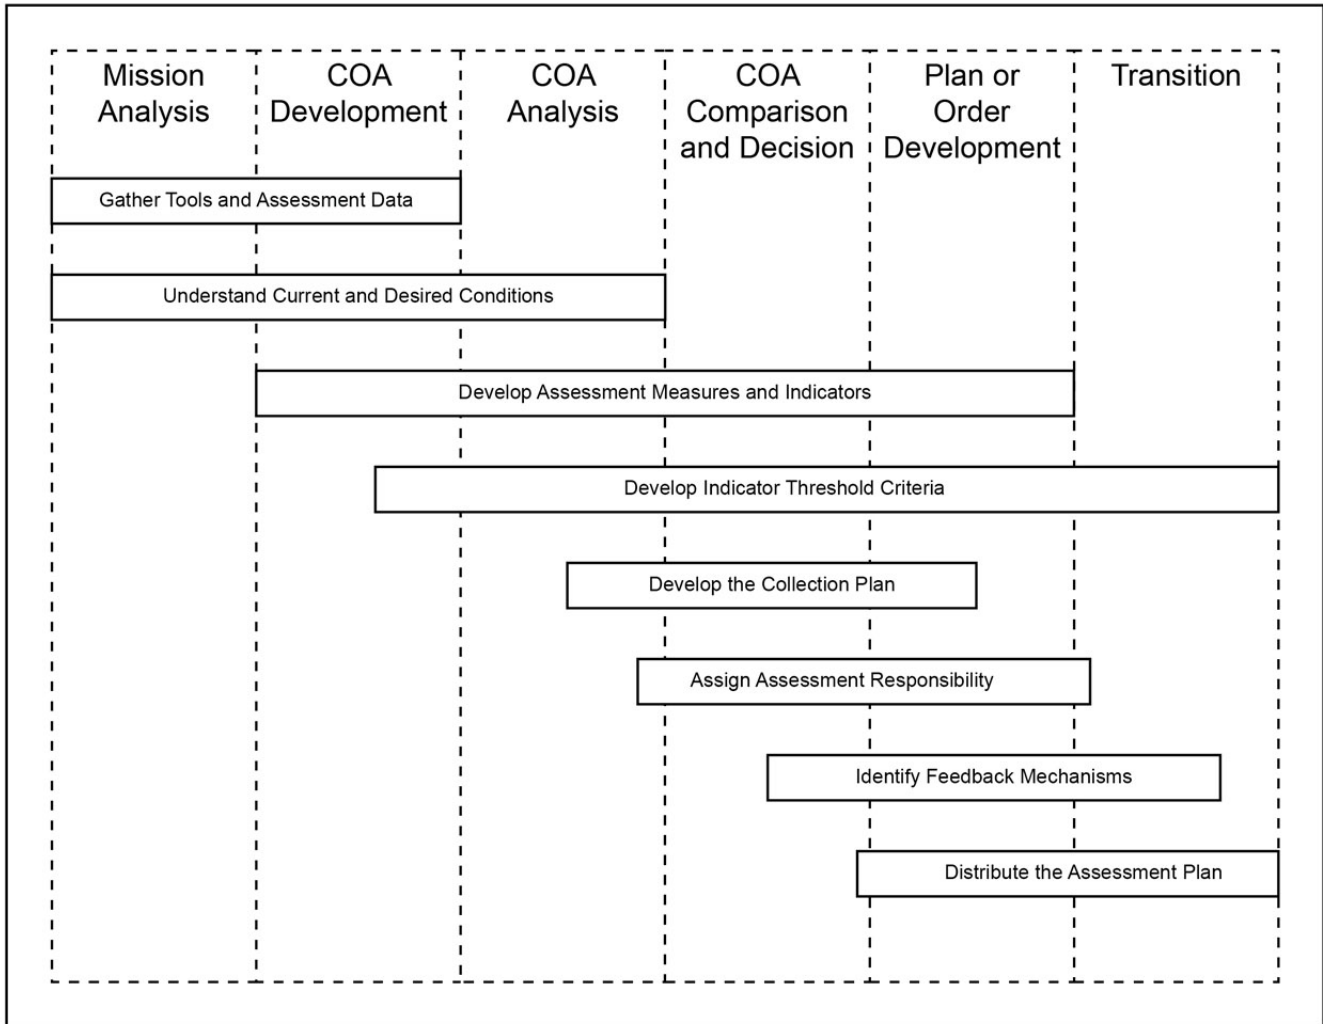 Mission
Analysis
COA
Development
COA
Analysis
COA
Comparison
and Decision
Plan or
Order
Development
Transition
Gather Tools and Assessment Data
Understand Current and Desired Conditions
Develop Assessment Measures and Indicators
Develop Indicator Threshold Criteria
Develop the Collection Plan
Assign Assessment Responsibility
Identify Feedback Mechanisms
Distribute the Assessment Plan